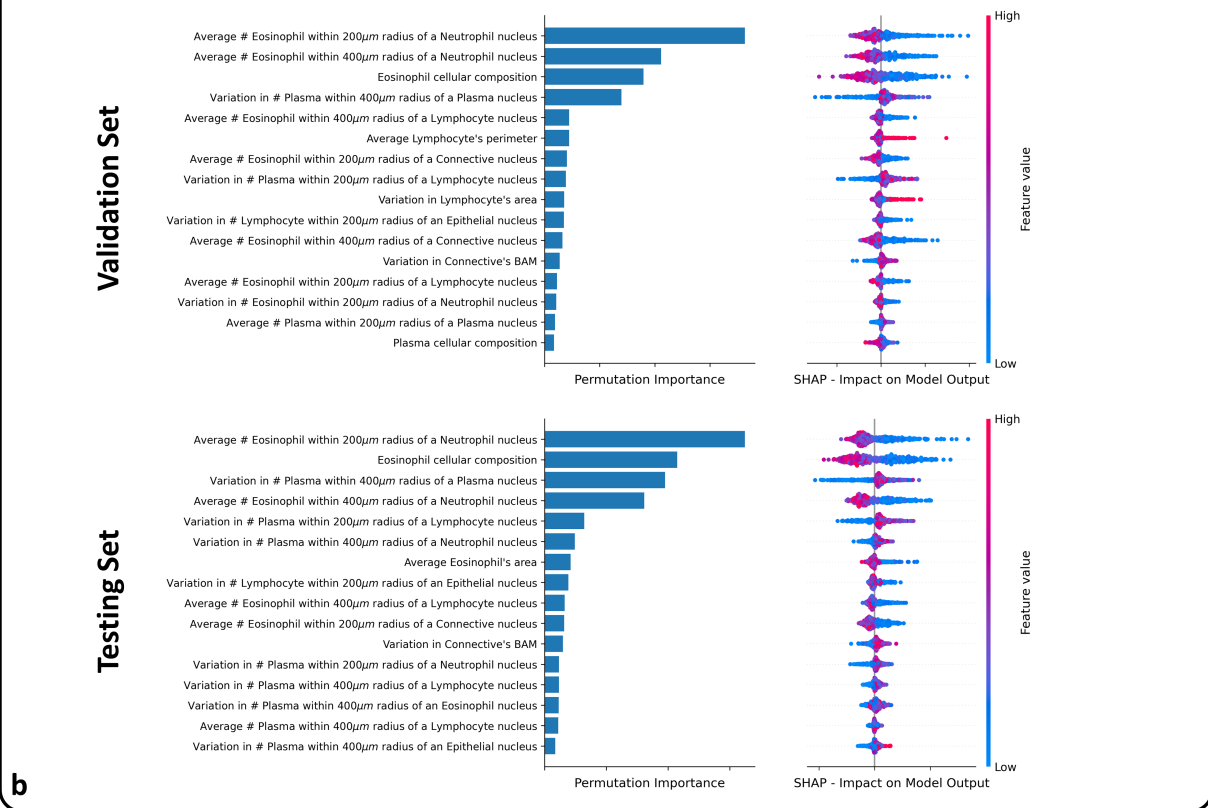 Validation Set
Average # Eosinophil within 200μm radius of a Neutrophil nucleus
Average # Eosinophil within 400μm radius of a Neutrophil nucleus
Eosinophil cellular composition
Variation in # Plasma within 400μm radius of a Plasma nucleus
Average # Eosinophil within 400μm radius of a Lymphocyte nucleus
Average Lymphocyte's perimeter
Average # Eosinophil within 200μm radius of a Connective nucleus
Variation in # Plasma within 200μm radius of a Lymphocyte nucleus
Variation in Lymphocyte's area
Variation in # Lymphocyte within 200μm radius of an Epithelial nucleus
Average # Eosinophil within 400μm radius of a Connective nucleus
Variation in Connective's BAM
Average # Eosinophil within 200μm radius of a Lymphocyte nucleus
Variation in # Eosinophil within 200μm radius of a Neutrophil nucleus
Average # Plasma within 200μm radius of a Plasma nucleus
Plasma cellular composition
Permutation Importance
SHAP - Impact on Model Output
High
Feature value
Low
Testing Set
Average # Eosinophil within 200μm radius of a Neutrophil nucleus
Eosinophil cellular composition
Variation in # Plasma within 400μm radius of a Plasma nucleus
Average # Eosinophil within 400μm radius of a Neutrophil nucleus
Variation in # Plasma within 200μm radius of a Lymphocyte nucleus
Variation in # Plasma within 400μm radius of a Neutrophil nucleus
Average Eosinophil's area
Variation in # Lymphocyte within 200μm radius of an Epithelial nucleus
Average # Eosinophil within 400μm radius of a Lymphocyte nucleus
Average # Eosinophil within 200μm radius of a Connective nucleus
Variation in Connective's BAM
Variation in # Plasma within 200μm radius of a Neutrophil nucleus
Variation in # Plasma within 400μm radius of a Lymphocyte nucleus
Variation in # Plasma within 400μm radius of an Eosinophil nucleus
Average # Plasma within 400μm radius of a Lymphocyte nucleus
Variation in # Plasma within 400μm radius of an Epithelial nucleus
Permutation Importance
SHAP - Impact on Model Output
High
Feature value
Low
b